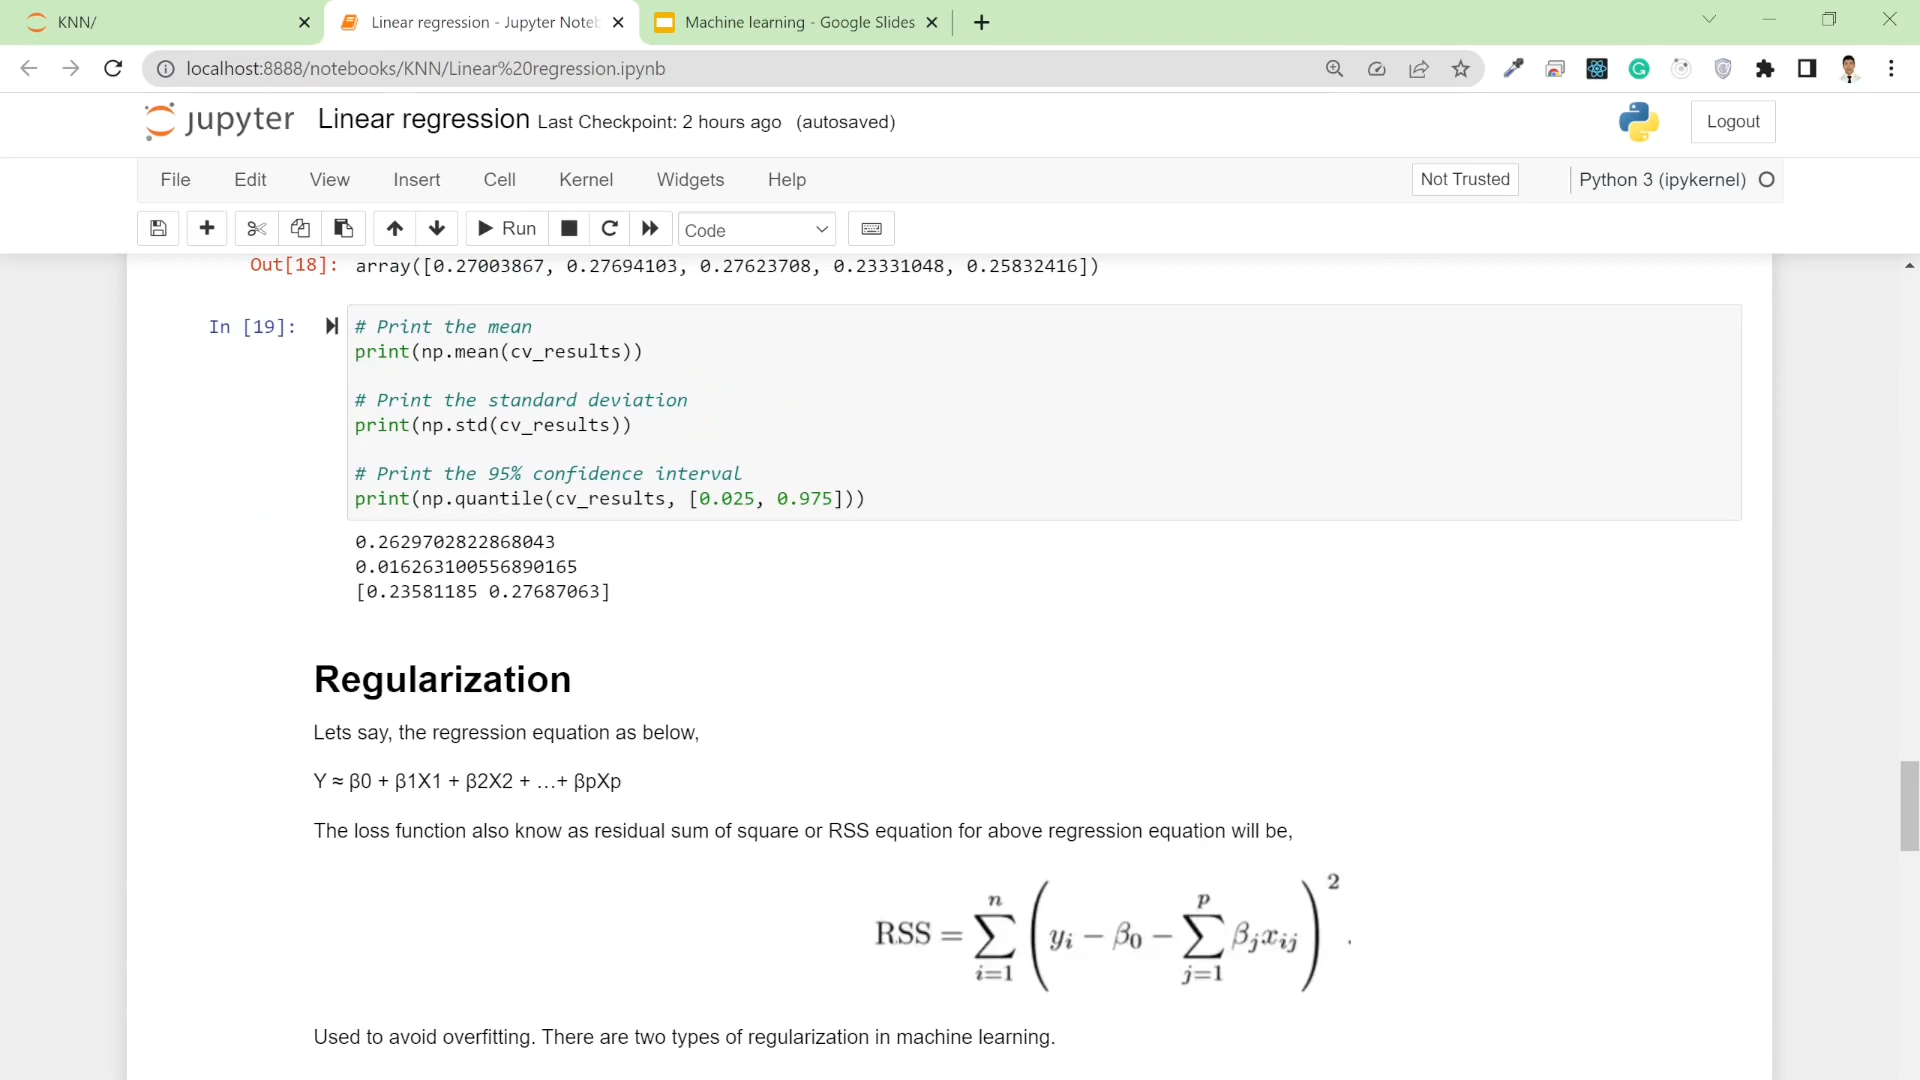 KNN/
Linear regression - Jupyter Noteb
Machine learning - Google Slides
localhost:8888/notebooks/KNN/Linear%20regression.ipynb
jupyter Linear regression Last Checkpoint: 2 hours ago (autosaved)
Logout
File Edit View Insert Cell Kernel Widgets Help
Not Trusted
Python 3 (ipykernel)
Run
Code
Out[18]: array([0.27003867, 0.27694103, 0.27623708, 0.23331048, 0.25832416])
In [19]: # Print the mean
print(np.mean(cv_results))
# Print the standard deviation
print(np.std(cv_results))
# Print the 95% confidence interval
print(np.quantile(cv_results, [0.025, 0.975]))
0.2629702822868043
0.016263100556890165
[0.23581185 0.27687063]
Regularization
Lets say, the regression equation as below,
Y ≈ β0 + β1X1 + β2X2 + …+ βpXp
The loss function also know as residual sum of square or RSS equation for above regression equation will be,
RSS = ∑ i=1 n ( yi − β0 − ∑ j=1 p βjxij )2 .
Used to avoid overfitting. There are two types of regularization in machine learning.